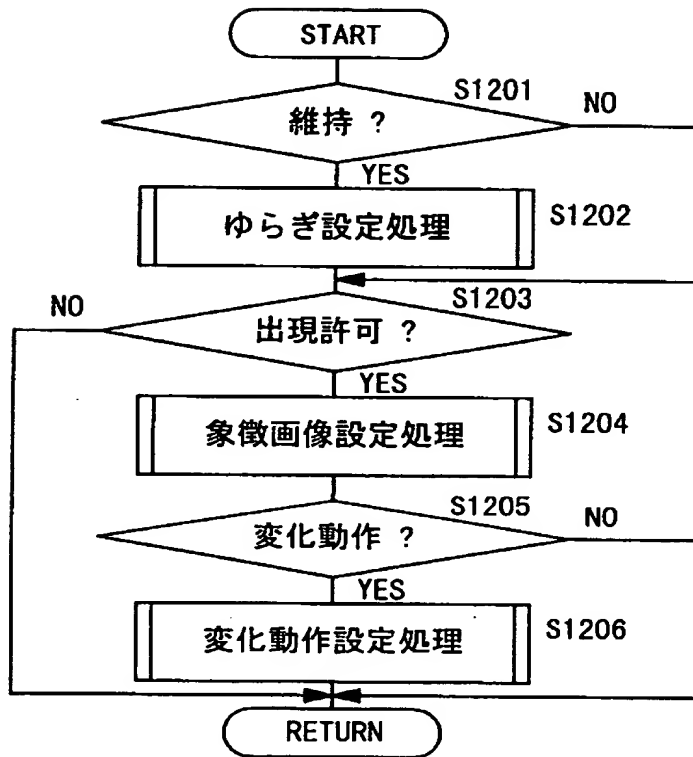 START
S1201
維持 ?
NO
YES
ゆらぎ設定処理
S1202
NO
S1203
出現許可 ?
YES
象徴画像設定処理
S1204
S1205
変化動作 ?
NO
YES
変化動作設定処理
S1206
RETURN